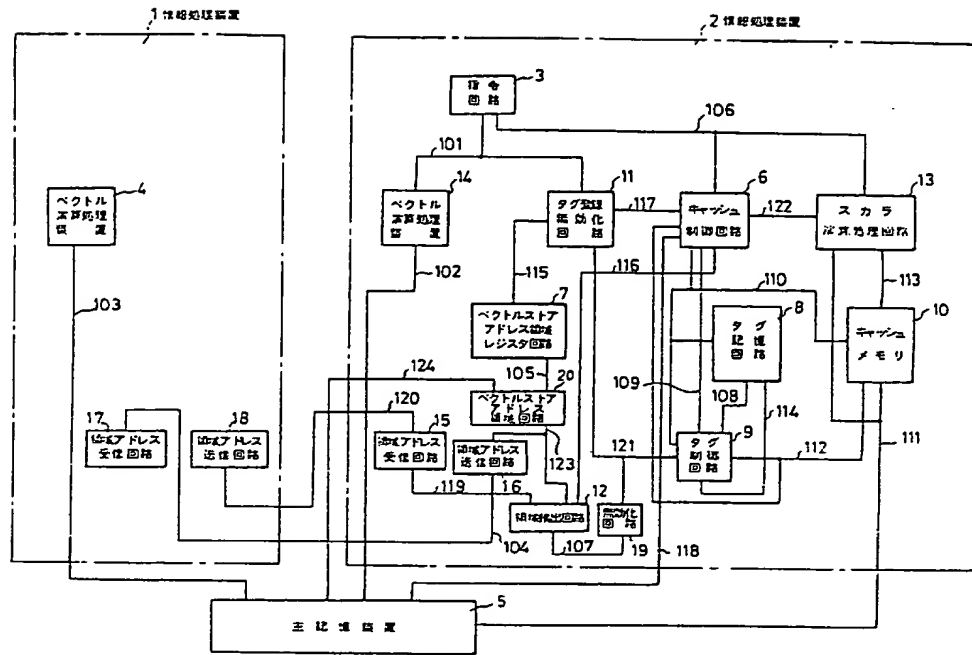 1 情報処理装置
2 情報処理装置
3
指令
回路
106
101
4
ベクトル
演算処理
装置
14
ベクトル
演算処理
装置
11
タグ登録
無効化
回路
117
6
キャッシュ
制御回路
122
13
スカラ
演算処理回路
102
103
115
116
113
110
7
ベクトルストア
アドレス領域
レジスタ回路
8
タグ
記憶
回路
10
キャッシュ
メモリ
124
105
20
ベクトルストア
アドレス
領域回路
109
108
114
120
17
領域アドレス
受信回路
18
領域アドレス
送信回路
15
領域アドレス
受信回路
領域アドレス
送信回路
16
123
121
9
タグ
制御
回路
112
111
119
12
領域検出回路
無効化
回路
19
104
107
118
5
主記憶装置